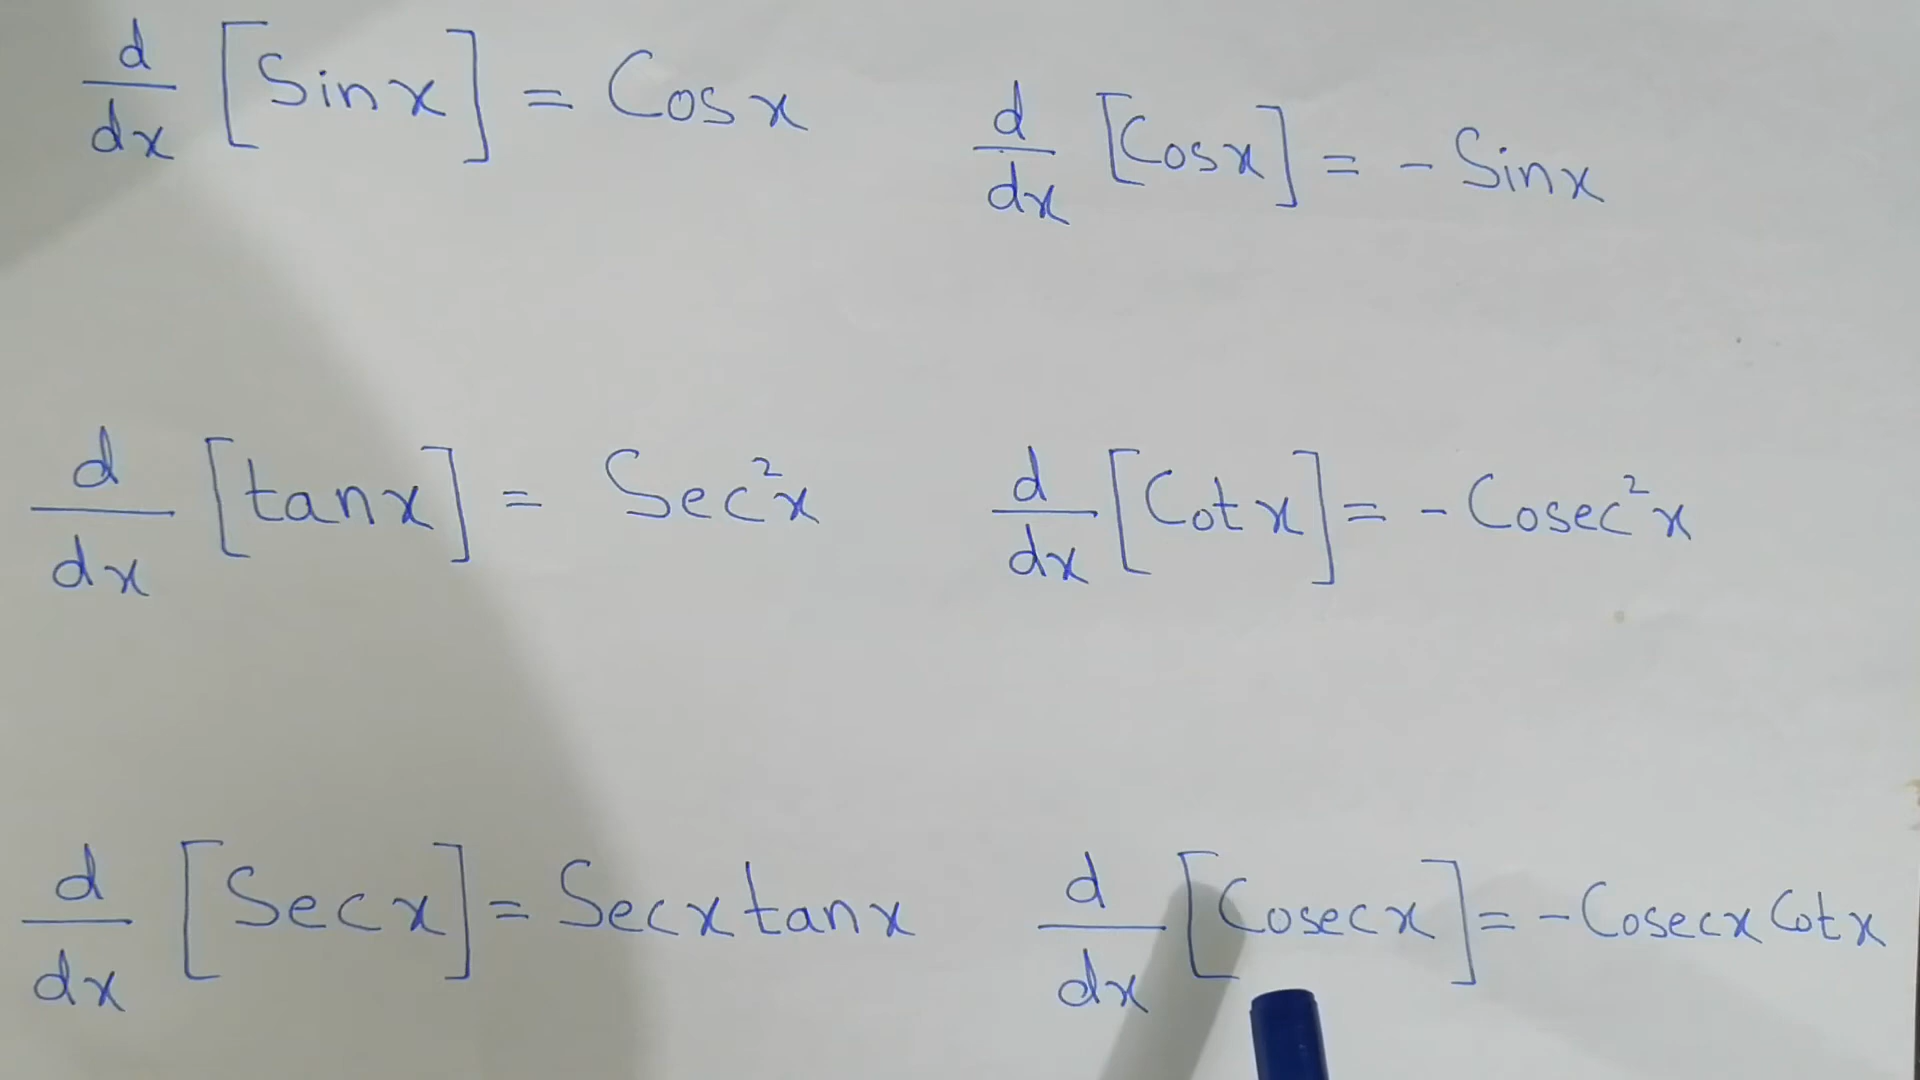 d/dx [Sinx] = Cosx
d/dx [Cosx] = - Sinx
d/dx [tanx] = Sec²x
d/dx [Cotx] = - Cosec²x
d/dx [Secx] = Secx tanx
d/dx [Cosecx] = - Cosecx Cotx